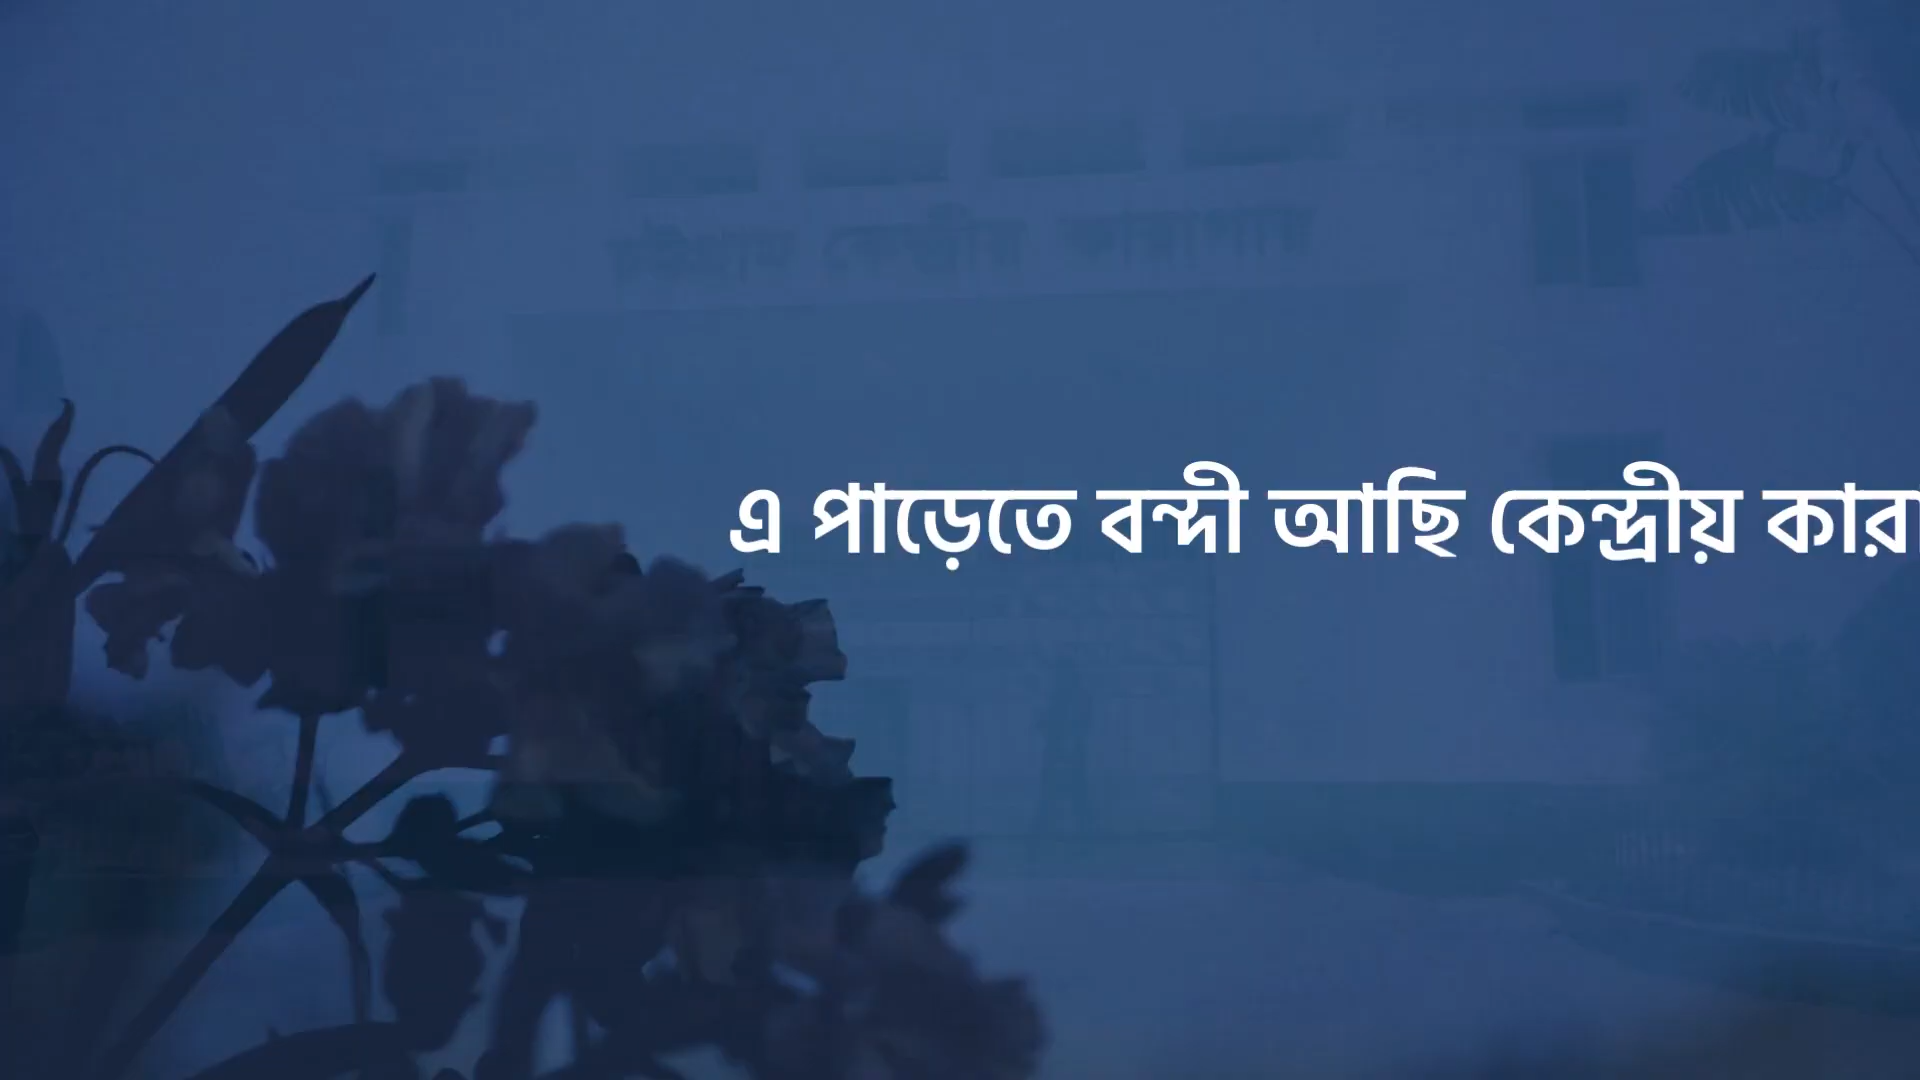 কেন্দ্রীয় কারাগার
এ পাড়েতে বন্দী আছি কেন্দ্রীয় কারা